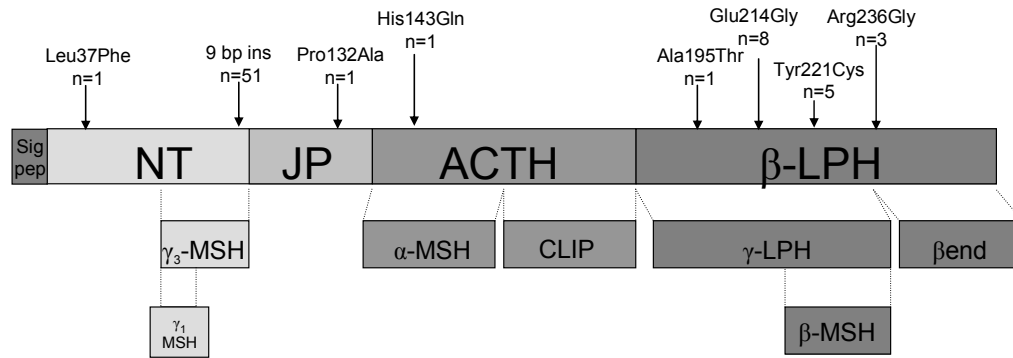 Leu37Phe
n=1
9 bp ins
n=51
Pro132Ala
n=1
His143Gln
n=1
Ala195Thr
n=1
Glu214Gly
n=8
Tyr221Cys
n=5
Arg236Gly
n=3
Sig
pep
NT
JP
ACTH
β-LPH
γ3-MSH
α-MSH
CLIP
γ-LPH
βend
γ1
MSH
β-MSH